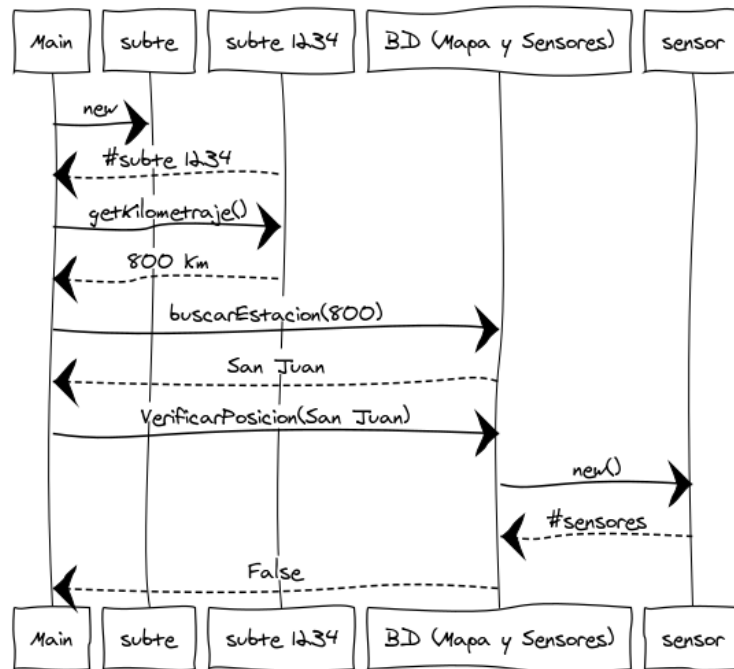 Main subte subte 1234 BD (Mapa y Sensores) sensor
new
#subte 1234
getKilometraje()
800 Km
buscarEstacion(800)
San Juan
VerificarPosicion(San Juan)
new()
#sensores
False
Main subte subte 1234 BD (Mapa y Sensores) sensor